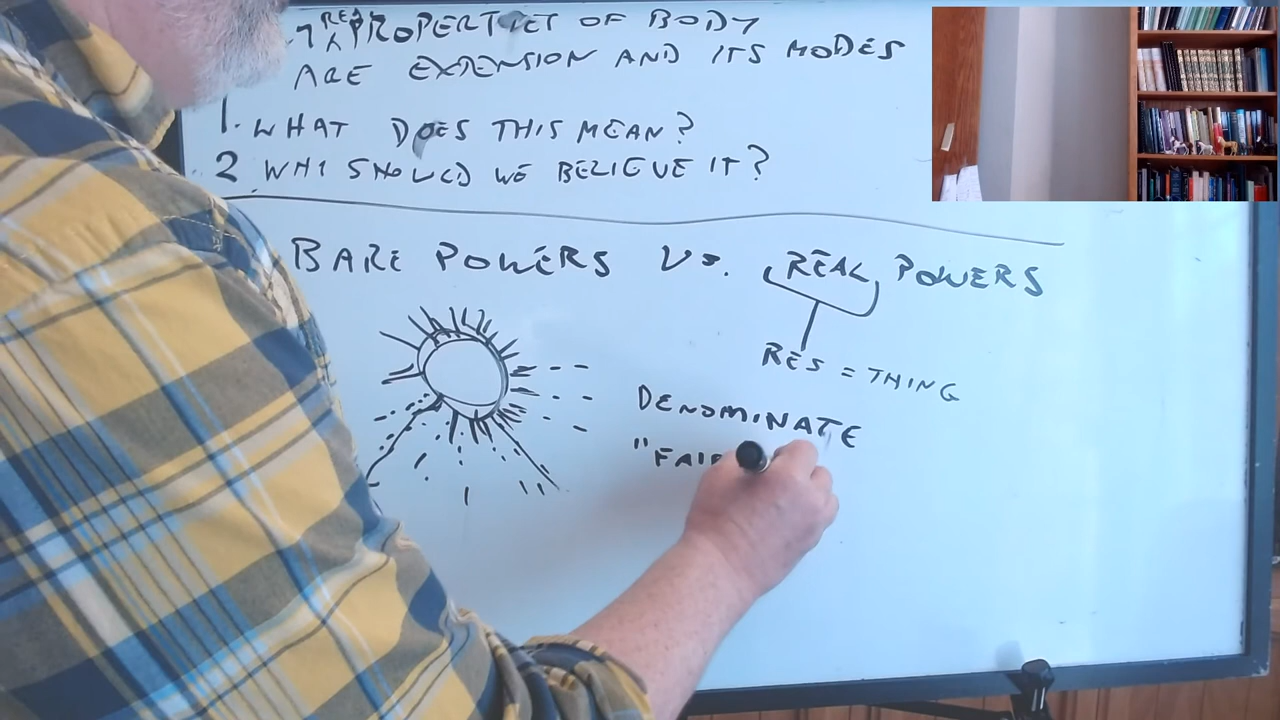 REAL
PROPERTIES OF BODY
ARE EXTENSION AND ITS MODES
1. WHAT DOES THIS MEAN?
2 WHY SHOULD WE BELIEVE IT?
BARE POWERS VS. REAL POWERS
RES = THING
DENOMINATE
"FAI